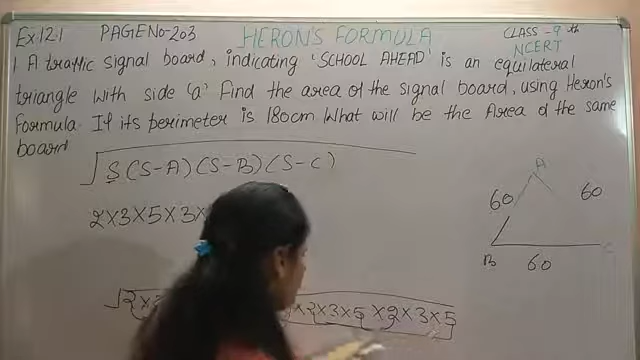 Ex:12.1 PAGE No-203 HERON'S FORMULA CLASS-9th
NCERT
1 A traffic signal board, indicating 'SCHOOL AHEAD' is an equilateral
triangle with side 'a' Find the area of the signal board, using Heron's
Formula. If its perimeter is 180cm What will be the Area of the same
board
√S(S-A)(S-B)(S-C)
A
60 60
2×3×5×3×
B 60 C
√2× ×2×3×5×2×3×5